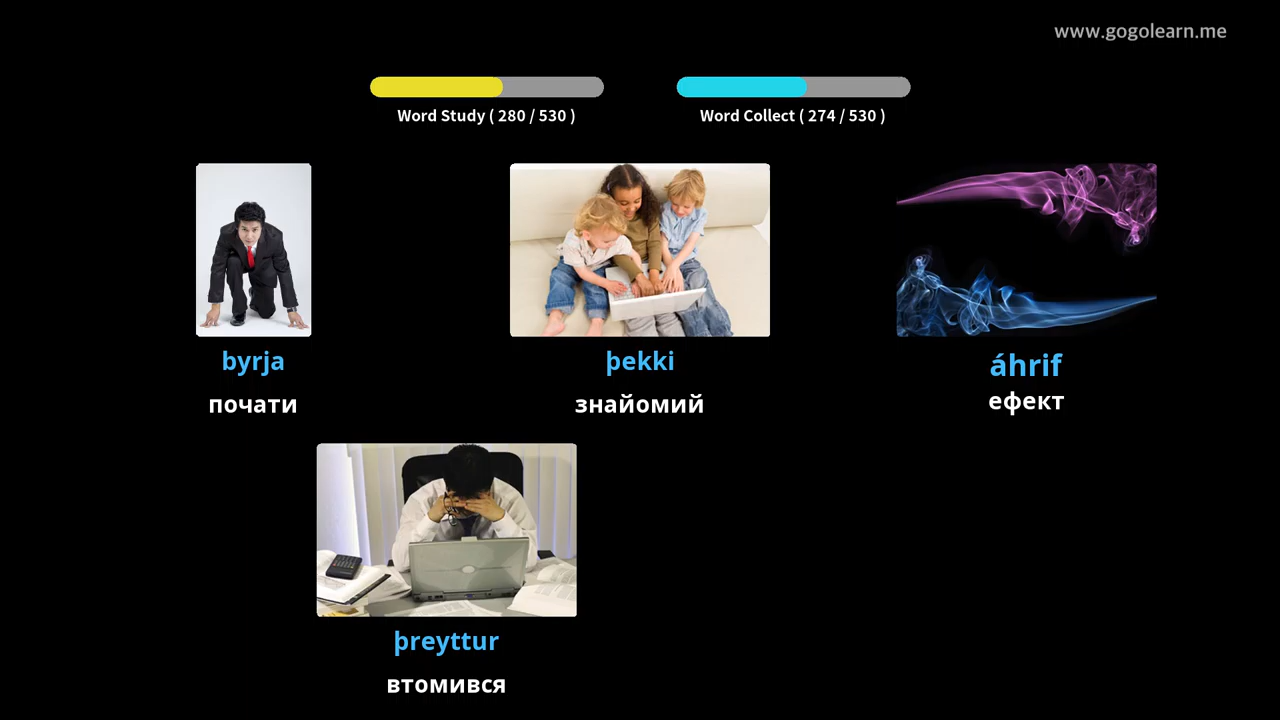 www.gogolearn.me
Word Study ( 280 / 530 )
Word Collect ( 274 / 530 )
byrja
þekki
áhrif
почати
знайомий
ефект
þreyttur
втомився